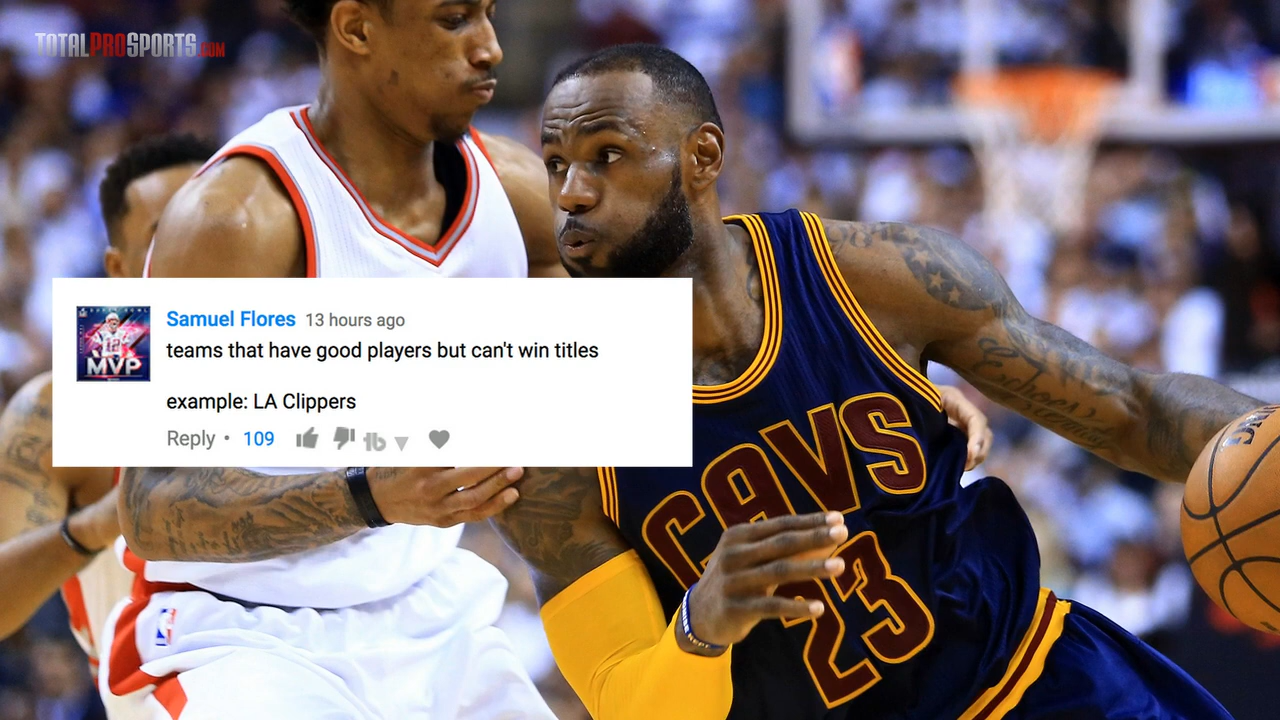 TOTALPROSPORTS.COM
Samuel Flores 13 hours ago
teams that have good players but can't win titles
example: LA Clippers
Reply • 109
MVP
CAVS
23